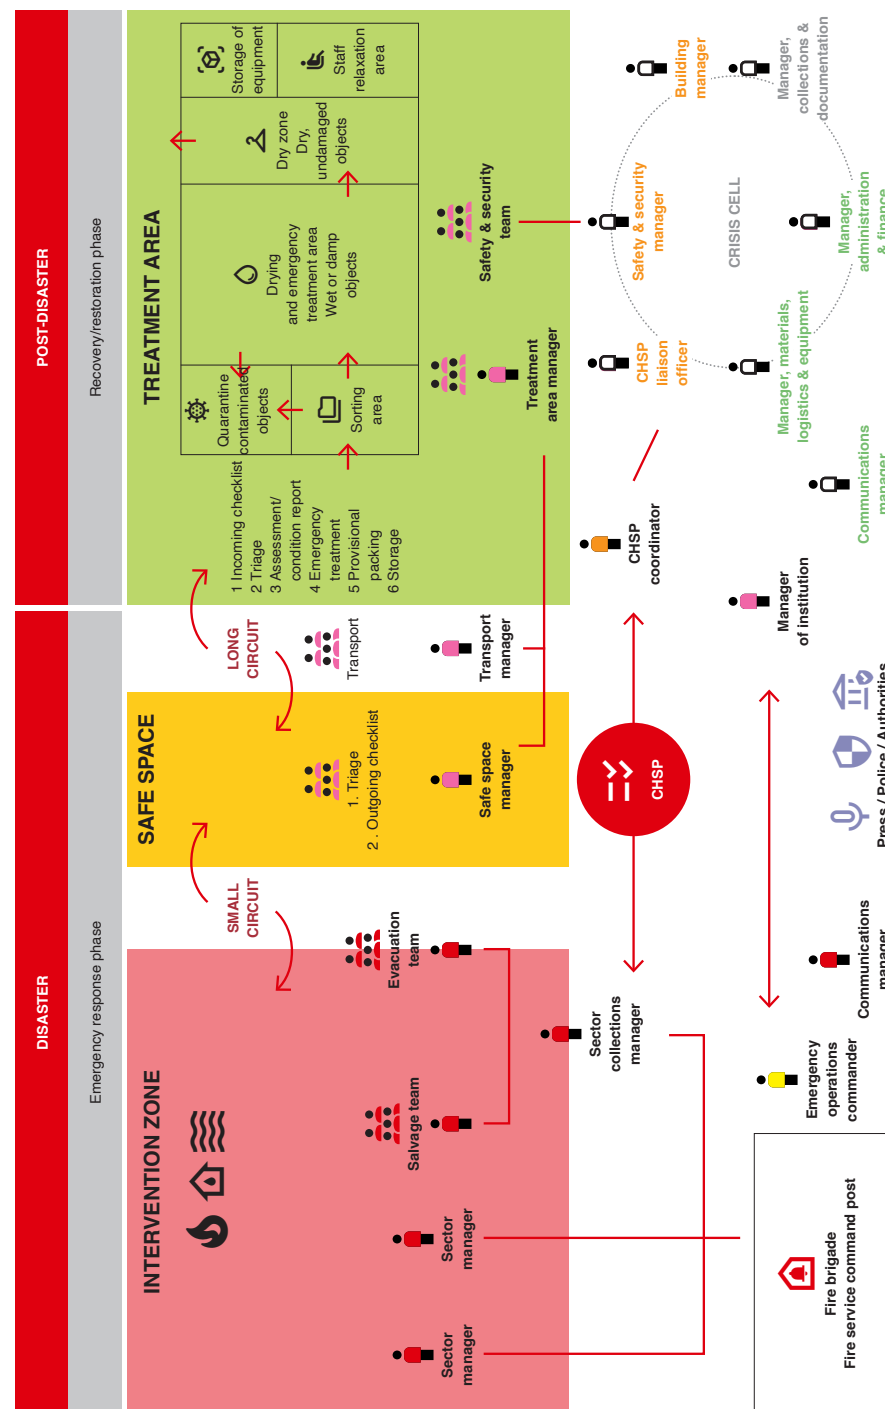 DISASTER
POST-DISASTER
Emergency response phase
Recovery/restoration phase
INTERVENTION ZONE
Sector
manager
Sector
manager
Salvage team
Evacuation
team
SMALL
CIRCUIT
SAFE SPACE
1. Triage
2 . Outgoing checklist
Safe space
manager
LONG
CIRCUIT
Transport
Transport
manager
TREATMENT AREA
1 Incoming checklist
2 Triage
3 Assessment/
condition report
4 Emergency
treatment
5 Provisional
packing
6 Storage
Quarantine
contaminated
objects
Sorting
area
Drying
and emergency
treatment area
Wet or damp
objects
Dry zone
Dry,
undamaged
objects
Storage of
equipment
Staff
relaxation
area
Treatment
area manager
Safety & security
team
Sector
collections
manager
CHSP
CHSP
coordinator
CHSP
liaison
officer
Safety & security
manager
Building
manager
CRISIS CELL
Manager,
collections &
documentation
Manager, materials,
logistics & equipment
Manager,
administration
& finance
Fire brigade
Fire service command post
Emergency
operations
commander
Communications
manager
Press / Police / Authorities
Manager
of institution
Communications
manager